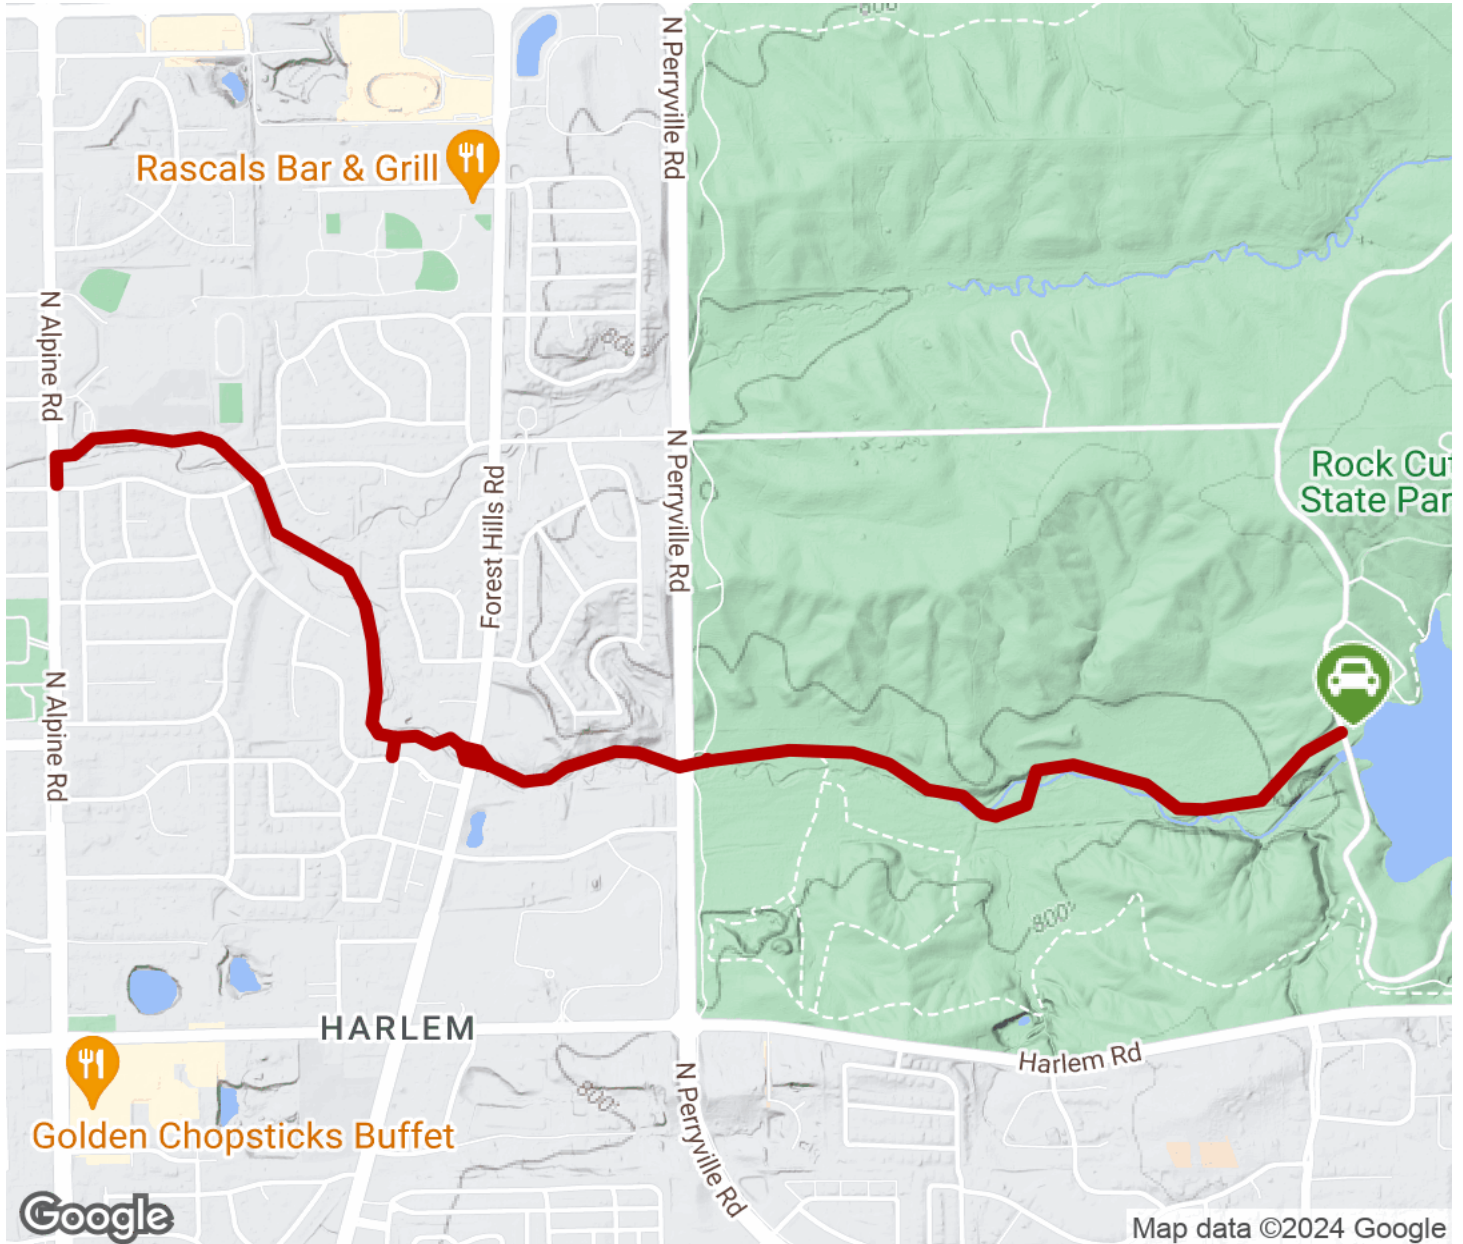 800
N Perryville Rd
Rascals Bar & Grill
N Alpine Rd
800
N Perryville Rd
Forest Hills Rd
Rock Cut
State Par
N Alpine Rd
800'
HARLEM
Harlem Rd
800'
N Perryville Rd
Golden Chopsticks Buffet
Google
Map data ©2024 Google